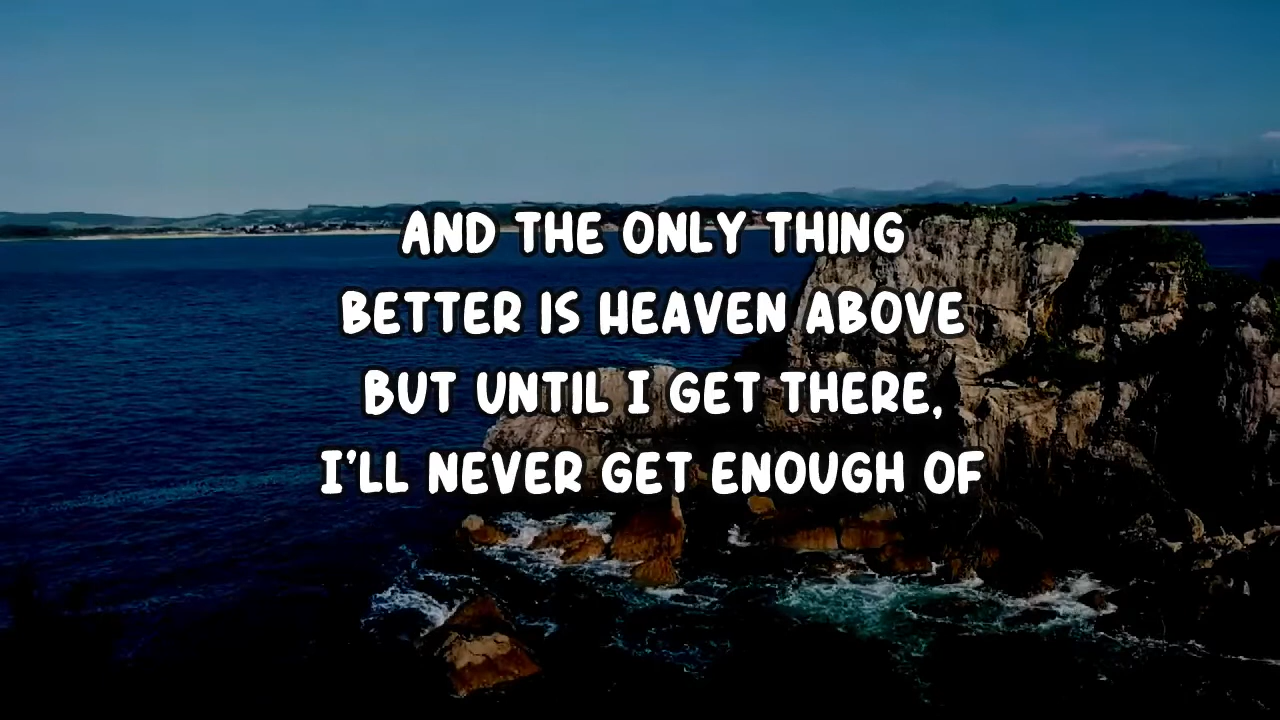 AND THE ONLY THING
BETTER IS HEAVEN ABOVE
BUT UNTIL I GET THERE,
I'LL NEVER GET ENOUGH OF